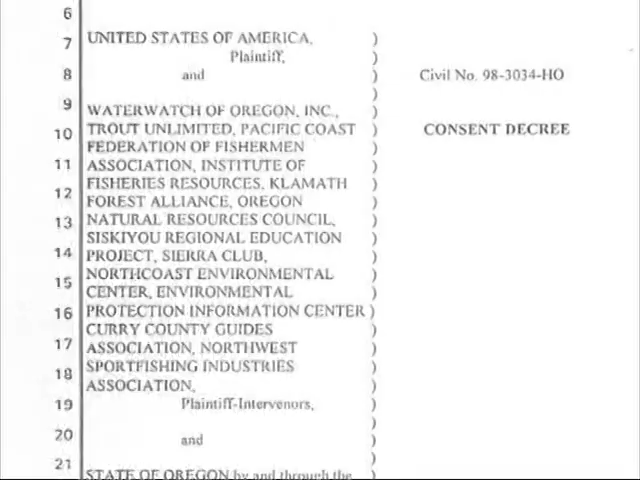 6
7 UNITED STATES OF AMERICA, )
Plaintiff, )
8 and ) Civil No. 98-3034-HO
)
9 WATERWATCH OF OREGON, INC., )
10 TROUT UNLIMITED, PACIFIC COAST ) CONSENT DECREE
FEDERATION OF FISHERMEN )
11 ASSOCIATION, INSTITUTE OF )
FISHERIES RESOURCES, KLAMATH )
12 FOREST ALLIANCE, OREGON )
13 NATURAL RESOURCES COUNCIL, )
SISKIYOU REGIONAL EDUCATION )
14 PROJECT, SIERRA CLUB, )
NORTHCOAST ENVIRONMENTAL )
15 CENTER, ENVIRONMENTAL )
16 PROTECTION INFORMATION CENTER )
CURRY COUNTY GUIDES )
17 ASSOCIATION, NORTHWEST )
18 SPORTFISHING INDUSTRIES )
ASSOCIATION, )
19 Plaintiff-Intervenors, )
)
20 and )
)
21 STATE OF OREGON by and through the )